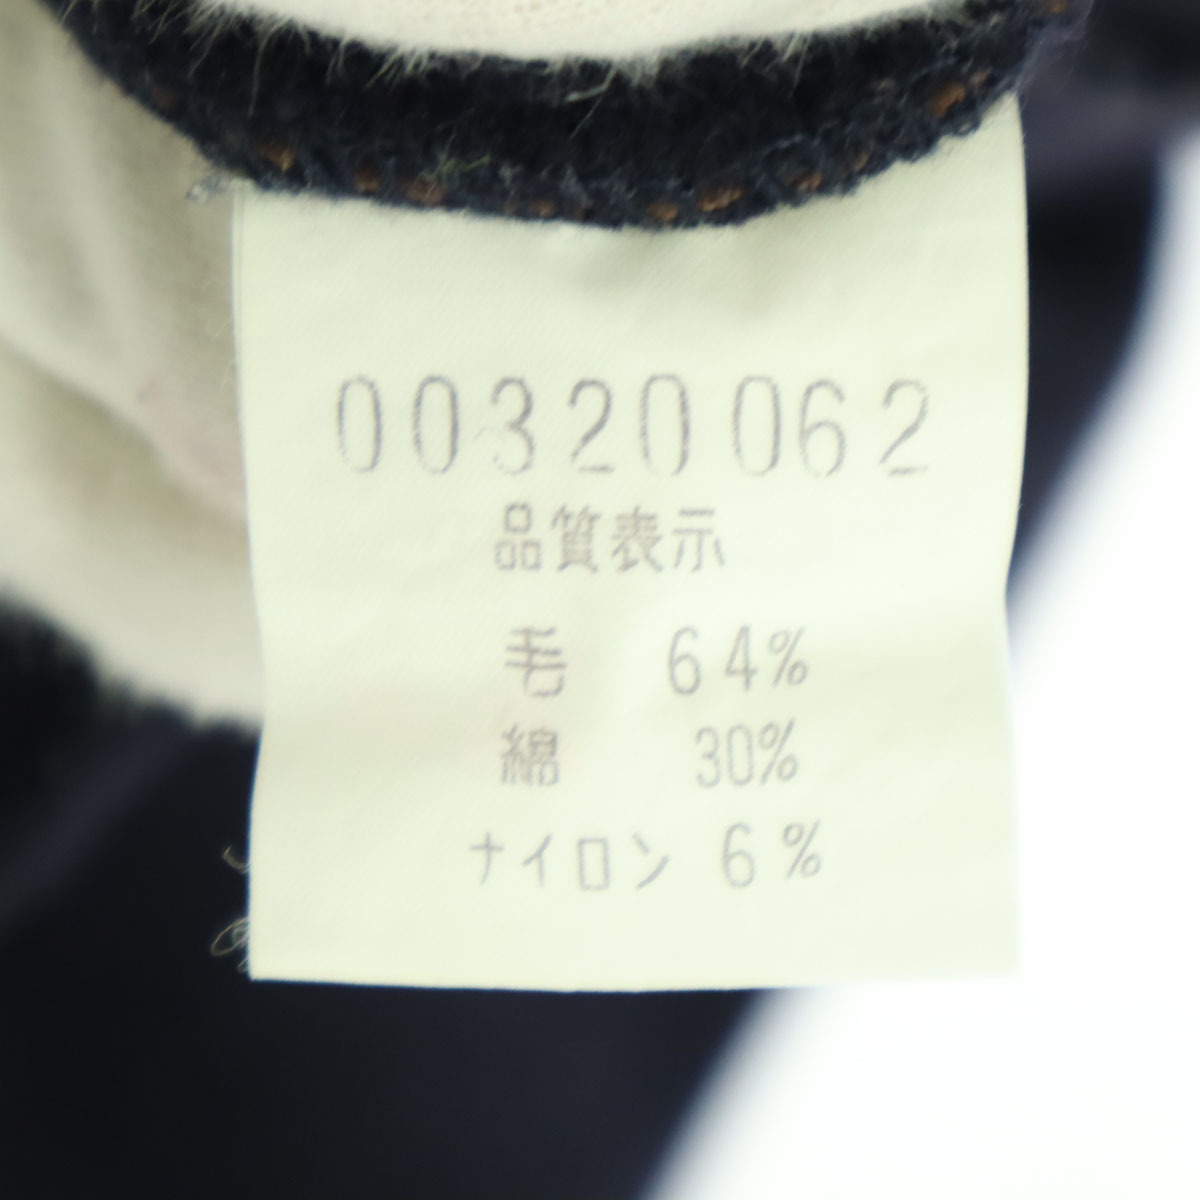 00320062
品質表示
毛 64%
綿 30%
ナイロン 6%